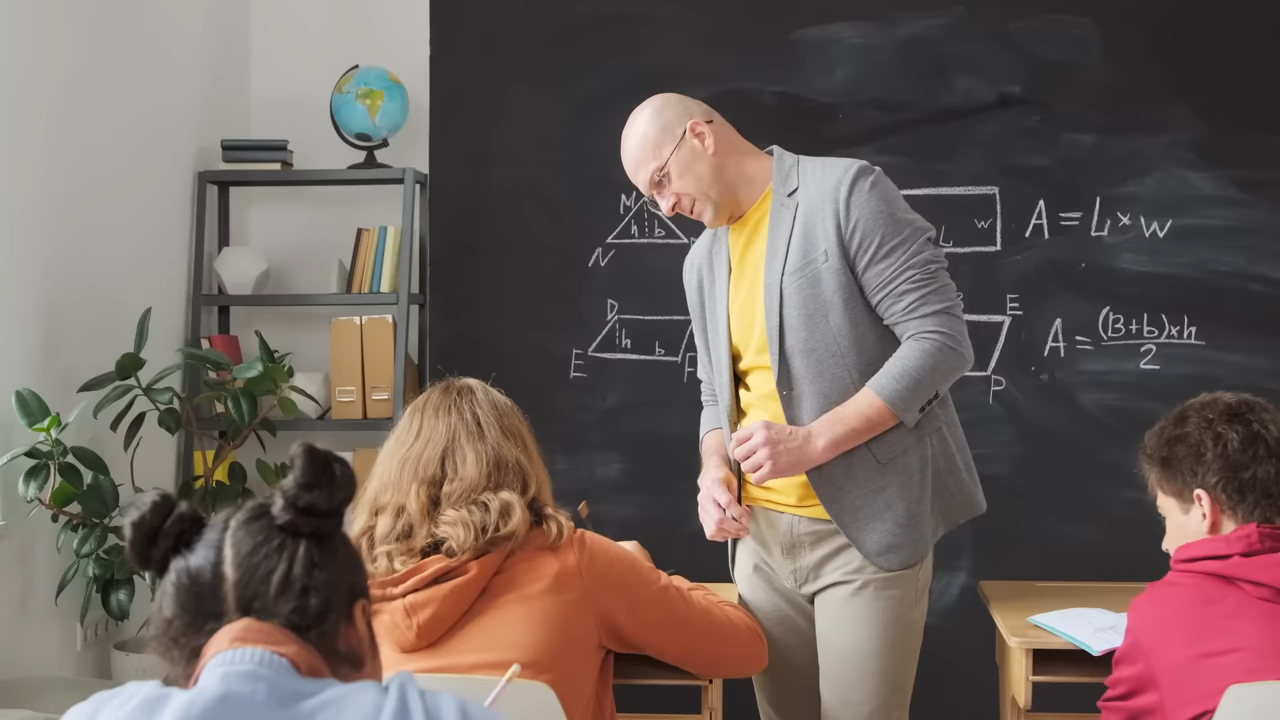 M
h b
N
L w
A = L × w
D
h b
E
F
E
P
A = (B+b)×h / 2